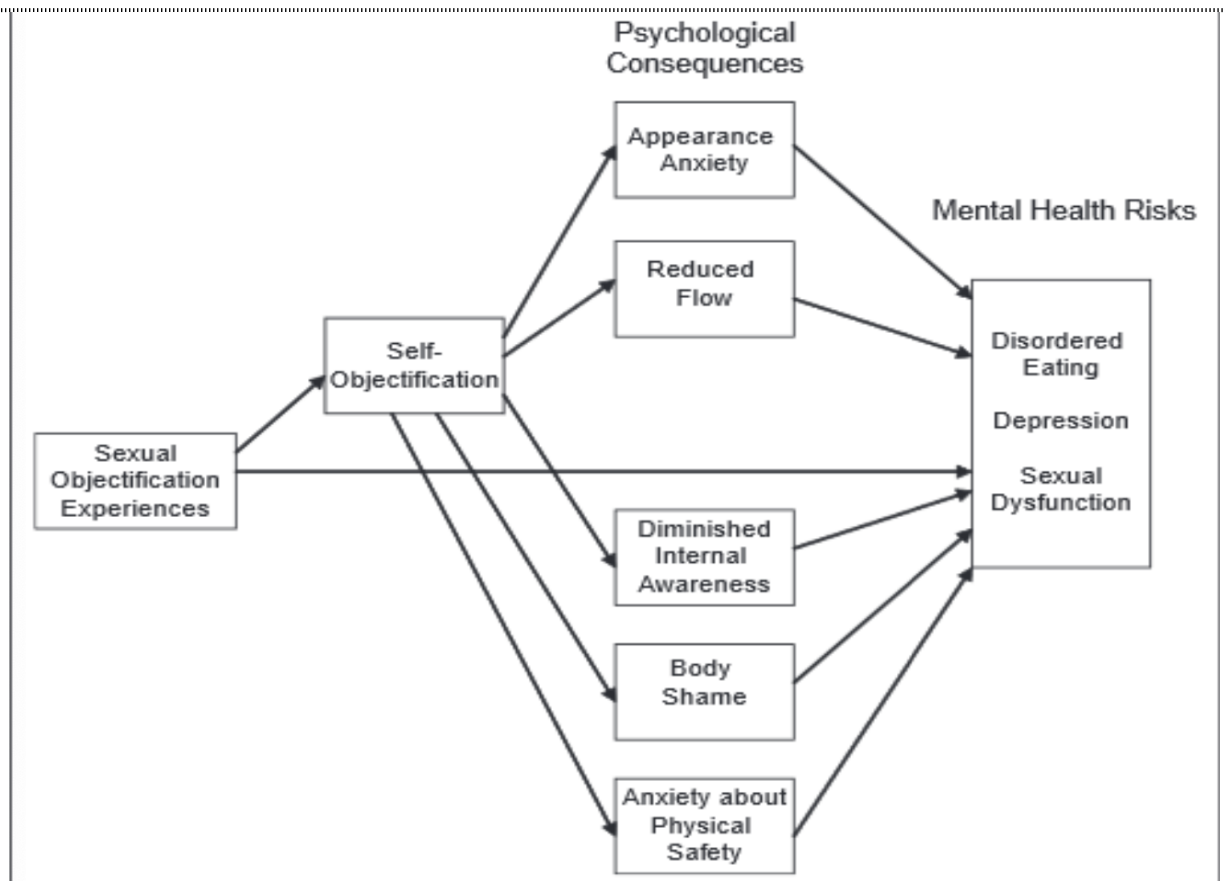 Psychological
Consequences
Appearance
Anxiety
Mental Health Risks
Reduced
Flow
Self-
Objectification
Disordered
Eating
Depression
Sexual
Dysfunction
Sexual
Objectification
Experiences
Diminished
Internal
Awareness
Body
Shame
Anxiety about
Physical
Safety